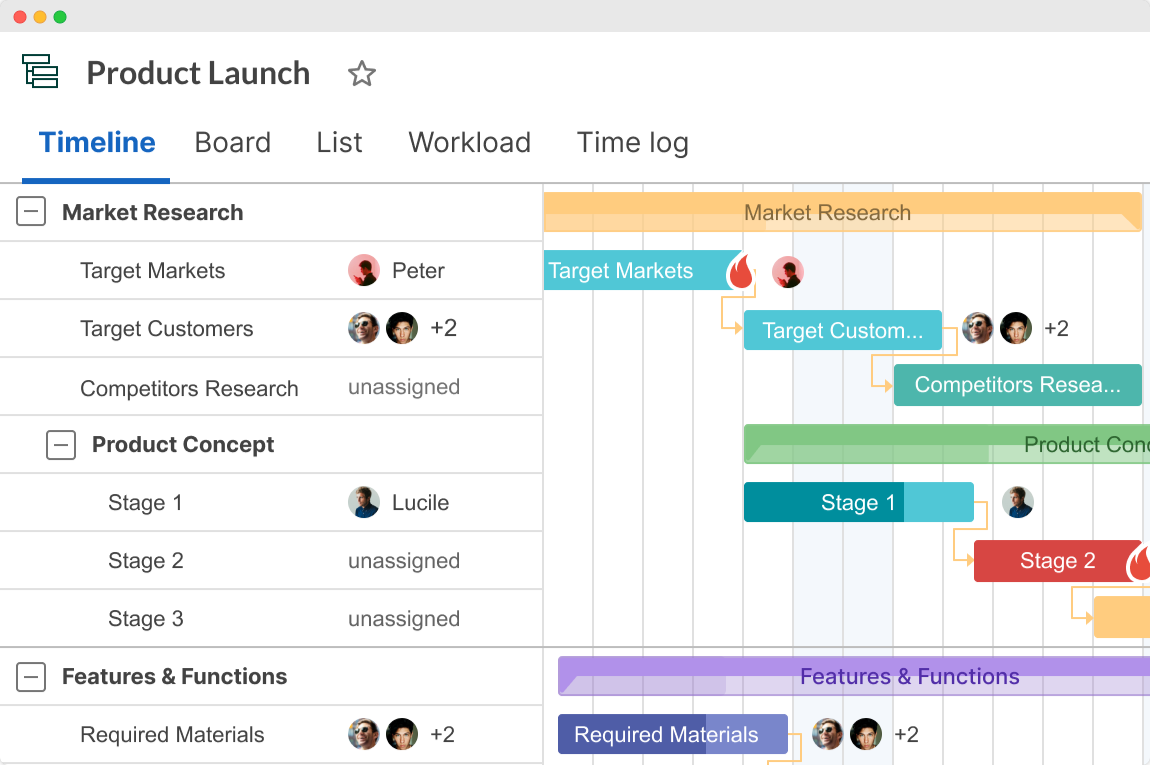 Product Launch
Timeline Board List Workload Time log
Market Research Market Research
Target Markets Peter Target Markets
Target Customers +2 Target Custom... +2
Competitors Research unassigned Competitors Resea...
Product Concept Product Conc
Stage 1 Lucile Stage 1
Stage 2 unassigned Stage 2
Stage 3 unassigned
Features & Functions Features & Functions
Required Materials +2 Required Materials +2